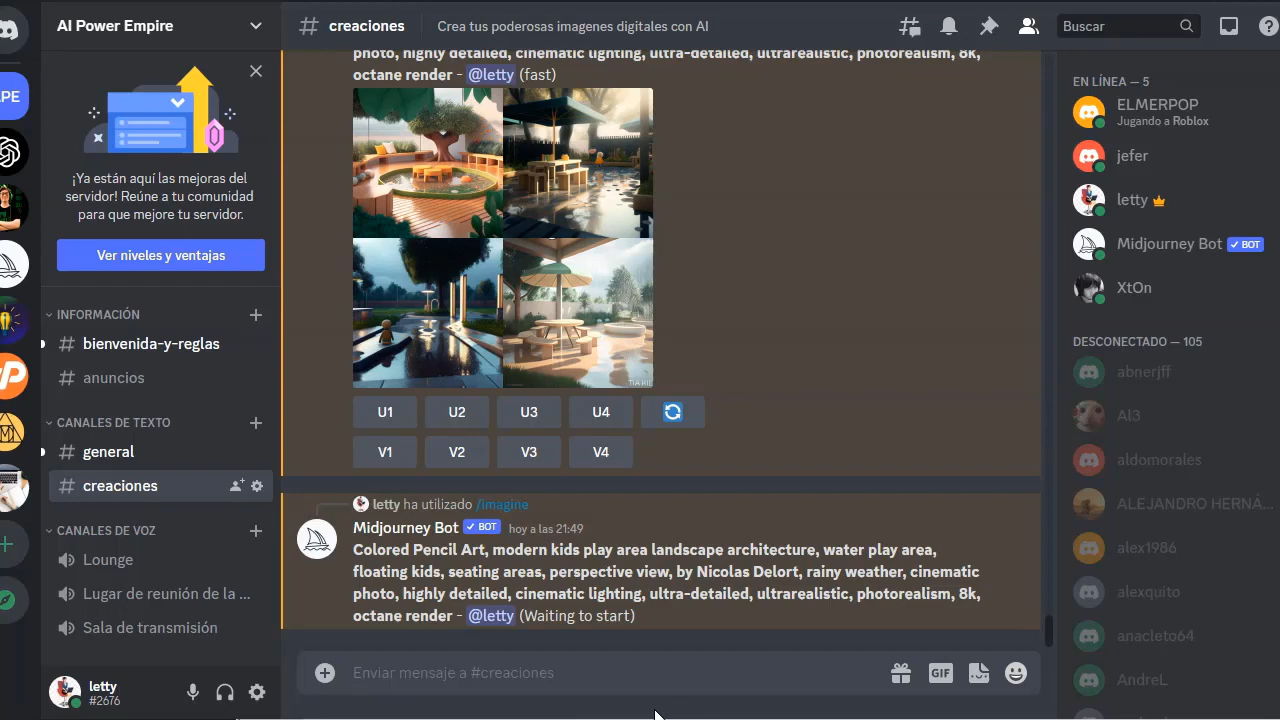 AI Power Empire
# creaciones
Crea tus poderosas imagenes digitales con AI
Buscar
PE
¡Ya están aquí las mejoras del
servidor! Reúne a tu comunidad
para que mejore tu servidor.
Ver niveles y ventajas
INFORMACIÓN
# bienvenida-y-reglas
# anuncios
CANALES DE TEXTO
# general
# creaciones
CANALES DE VOZ
Lounge
Lugar de reunión de la ...
Sala de transmisión
letty
#2676
photo, highly detailed, cinematic lighting, ultra-detailed, ultrarealistic, photorealism, 8k,
octane render - @letty (fast)
U1 U2 U3 U4
V1 V2 V3 V4
letty ha utilizado /imagine
Midjourney Bot ✓ BOT hoy a las 21:49
Colored Pencil Art, modern kids play area landscape architecture, water play area,
floating kids, seating areas, perspective view, by Nicolas Delort, rainy weather, cinematic
photo, highly detailed, cinematic lighting, ultra-detailed, ultrarealistic, photorealism, 8k,
octane render - @letty (Waiting to start)
Enviar mensaje a #creaciones
GIF
EN LÍNEA — 5
ELMERPOP
Jugando a Roblox
jefer
letty
Midjourney Bot ✓ BOT
XtOn
DESCONECTADO — 105
abnerjff
Al3
aldomorales
ALEJANDRO HERNÁ...
alex1986
alexquito
anacleto64
AndreL